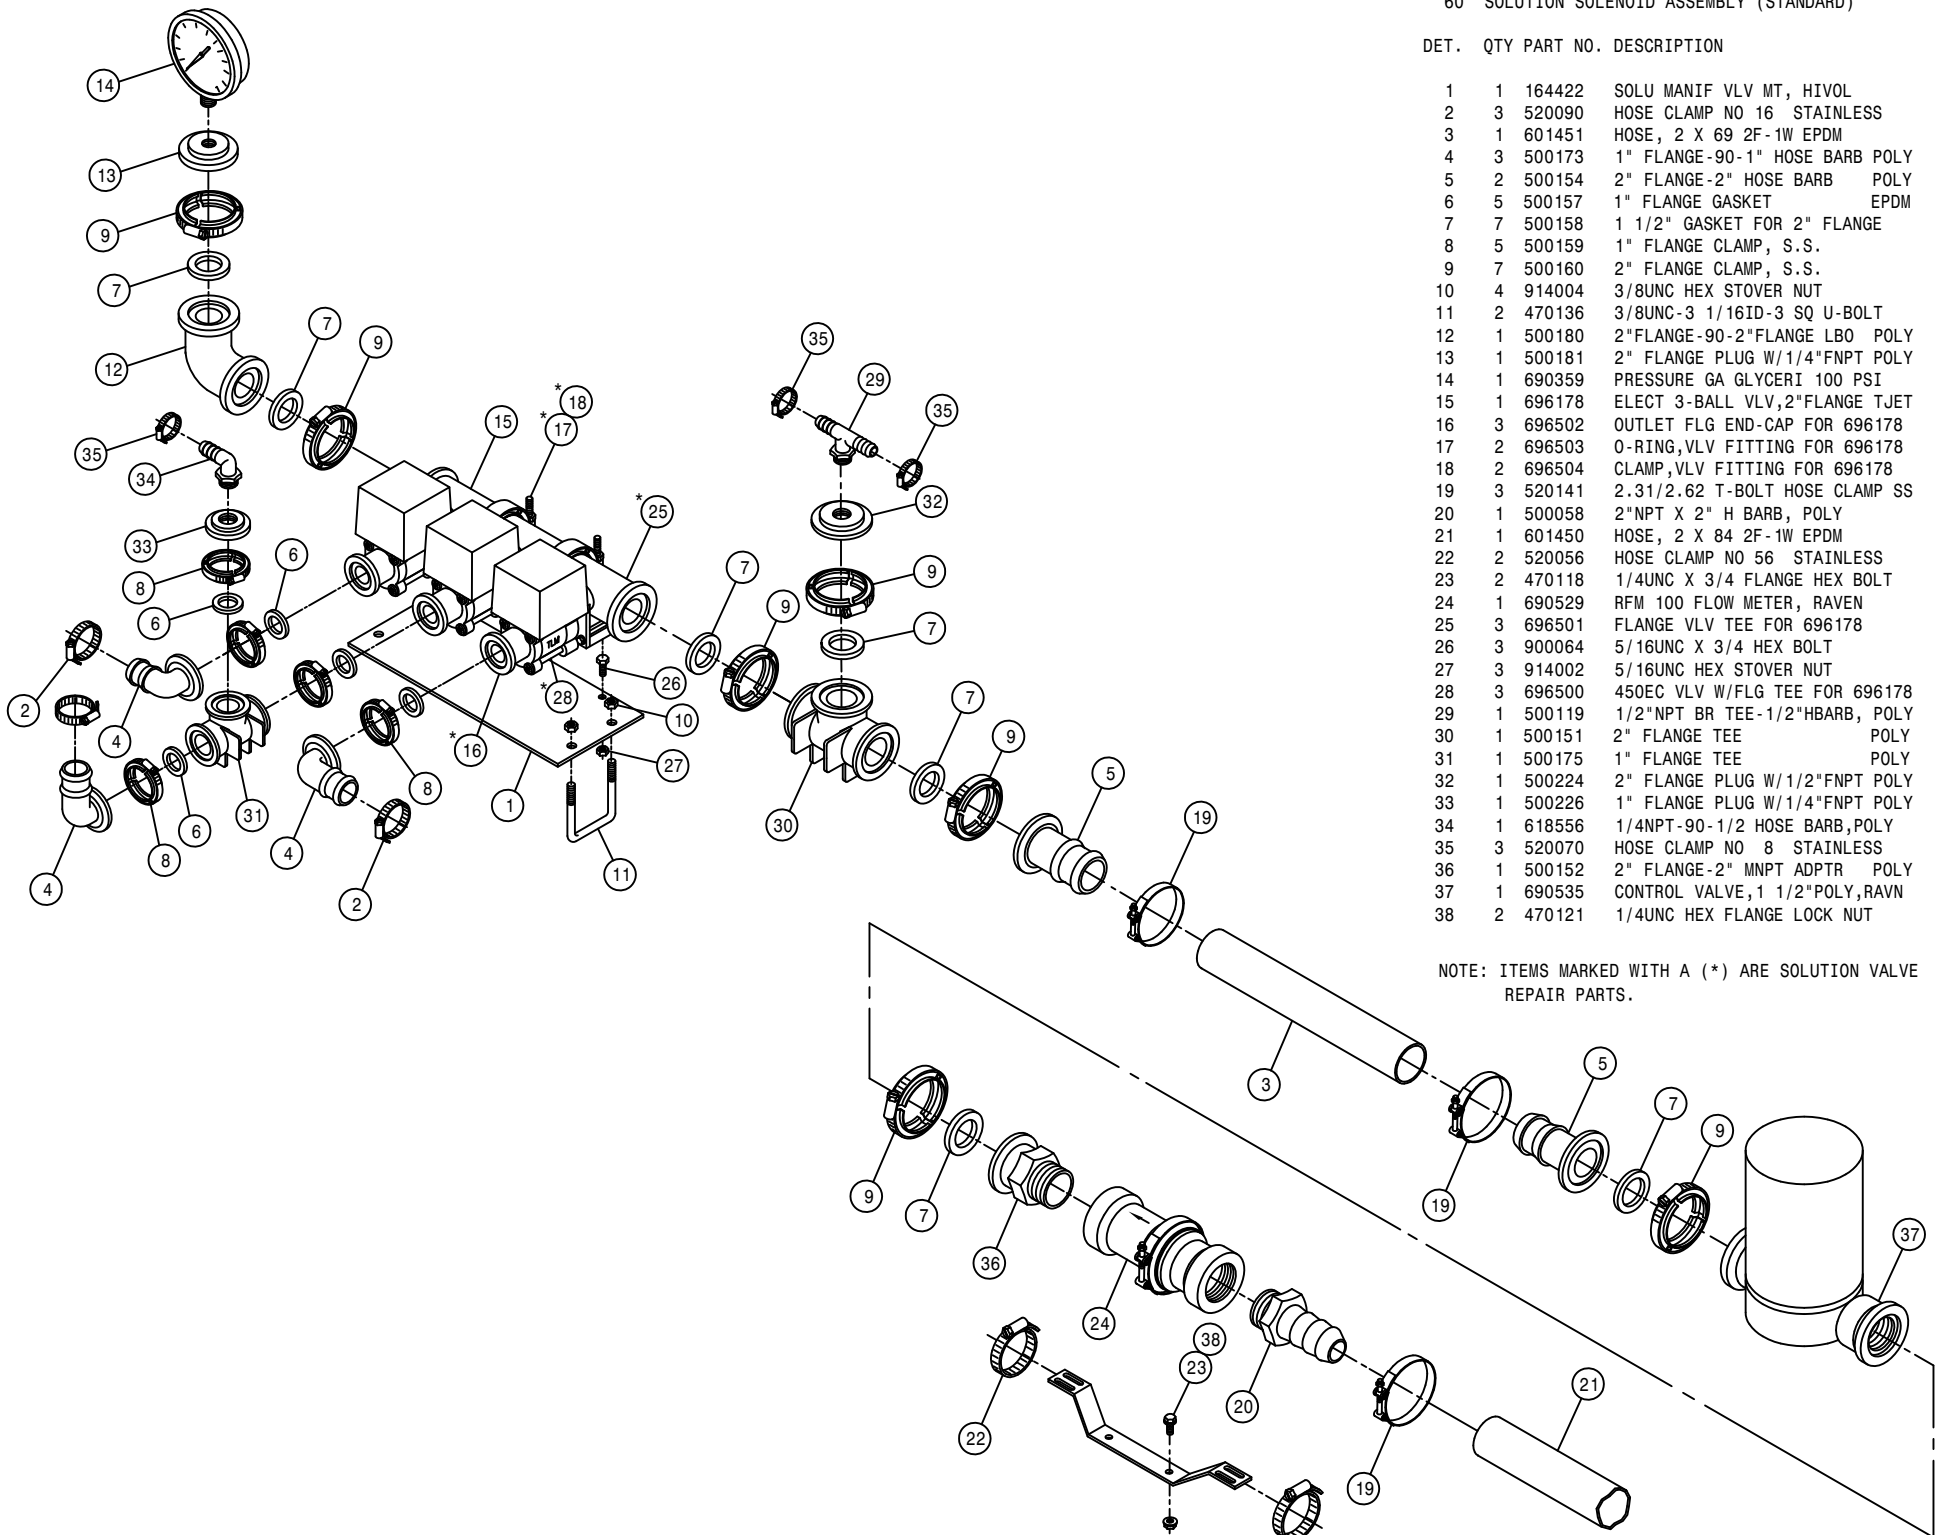 60 SOLUTION SOLENOID ASSEMBLY (STANDARD)
DET. QTY PART NO. DESCRIPTION
1 1 164422 SOLU MANIF VLV MT, HIVOL
2 3 520090 HOSE CLAMP NO 16 STAINLESS
3 1 601451 HOSE, 2 X 69 2F-1W EPDM
4 3 500173 1" FLANGE-90-1" HOSE BARB POLY
5 2 500154 2" FLANGE-2" HOSE BARB POLY
6 5 500157 1" FLANGE GASKET EPDM
7 7 500158 1 1/2" GASKET FOR 2" FLANGE
8 5 500159 1" FLANGE CLAMP, S.S.
9 7 500160 2" FLANGE CLAMP, S.S.
10 4 914004 3/8UNC HEX STOVER NUT
11 2 470136 3/8UNC-3 1/16ID-3 SQ U-BOLT
12 1 500180 2"FLANGE-90-2"FLANGE LBO POLY
13 1 500181 2" FLANGE PLUG W/1/4"FNPT POLY
14 1 690359 PRESSURE GA GLYCERI 100 PSI
15 1 696178 ELECT 3-BALL VLV,2"FLANGE TJET
16 3 696502 OUTLET FLG END-CAP FOR 696178
17 2 696503 O-RING,VLV FITTING FOR 696178
18 2 696504 CLAMP,VLV FITTING FOR 696178
19 3 520141 2.31/2.62 T-BOLT HOSE CLAMP SS
20 1 500058 2"NPT X 2" H BARB, POLY
21 1 601450 HOSE, 2 X 84 2F-1W EPDM
22 2 520056 HOSE CLAMP NO 56 STAINLESS
23 2 470118 1/4UNC X 3/4 FLANGE HEX BOLT
24 1 690529 RFM 100 FLOW METER, RAVEN
25 3 696501 FLANGE VLV TEE FOR 696178
26 3 900064 5/16UNC X 3/4 HEX BOLT
27 3 914002 5/16UNC HEX STOVER NUT
28 3 696500 450EC VLV W/FLG TEE FOR 696178
29 1 500119 1/2"NPT BR TEE-1/2"HBARB, POLY
30 1 500151 2" FLANGE TEE POLY
31 1 500175 1" FLANGE TEE POLY
32 1 500224 2" FLANGE PLUG W/1/2"FNPT POLY
33 1 500226 1" FLANGE PLUG W/1/4"FNPT POLY
34 1 618556 1/4NPT-90-1/2 HOSE BARB,POLY
35 3 520070 HOSE CLAMP NO 8 STAINLESS
36 1 500152 2" FLANGE-2" MNPT ADPTR POLY
37 1 690535 CONTROL VALVE,1 1/2"POLY,RAVN
38 2 470121 1/4UNC HEX FLANGE LOCK NUT
NOTE: ITEMS MARKED WITH A (*) ARE SOLUTION VALVE
REPAIR PARTS.
14
13
9
7
12
7
9
35
34
33
8
6
6
2
4
2
4
31
6
8
4
8
2
15
*18
*17
*25
TLM
*28
*16
1
26
10
27
11
35
29
35
32
9
7
7
9
30
7
9
5
19
3
19
5
7
9
37
9
7
36
24
20
19
21
22
38
23